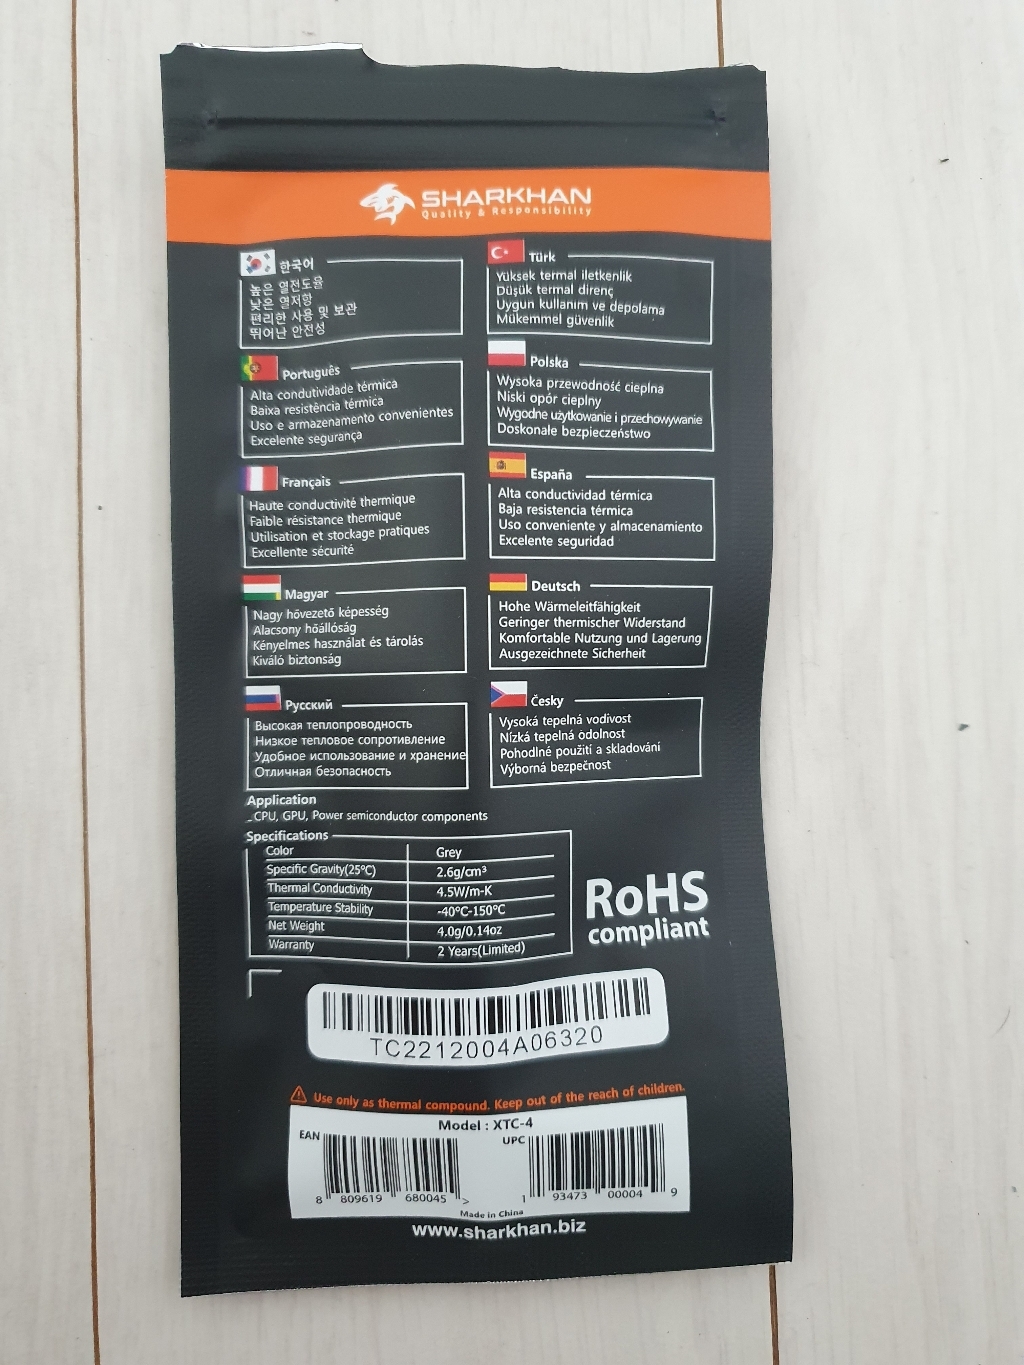 SHARKHAN
Quality & Responsibility
한국어
높은 열전도율
낮은 열저항
편리한 사용 및 보관
뛰어난 안전성
Türk
Yüksek termal iletkenlik
Düşük termal direnç
Uygun kullanım ve depolama
Mükemmel güvenlik
Português
Alta condutividade térmica
Baixa resistência térmica
Uso e armazenamento convenientes
Excelente segurança
Polska
Wysoka przewodność cieplna
Niski opór cieplny
Wygodne użytkowanie i przechowywanie
Doskonałe bezpieczeństwo
Français
Haute conductivité thermique
Faible résistance thermique
Utilisation et stockage pratiques
Excellente sécurité
España
Alta conductividad térmica
Baja resistencia térmica
Uso conveniente y almacenamiento
Excelente seguridad
Magyar
Nagy hővezető képesség
Alacsony hőállóság
Kényelmes használat és tárolás
Kiváló biztonság
Deutsch
Hohe Wärmeleitfähigkeit
Geringer thermischer Widerstand
Komfortable Nutzung und Lagerung
Ausgezeichnete Sicherheit
Русский
Высокая теплопроводность
Низкое тепловое сопротивление
Удобное использование и хранение
Отличная безопасность
Česky
Vysoká tepelná vodivost
Nízká tepelná odolnost
Pohodlné použití a skladování
Výborná bezpečnost
Application
_CPU, GPU, Power semiconductor components
Specifications
Color Grey
Specific Gravity(25°C) 2.6g/cm³
Thermal Conductivity 4.5W/m-K
Temperature Stability -40°C-150°C
Net Weight 4.0g/0.14oz
Warranty 2 Years(Limited)
RoHS
compliant
TC2212004A06320
Use only as thermal compound. Keep out of the reach of children.
Model : XTC-4
EAN
8 809619 680045 >
UPC
1 93473 00004 9
Made in China
www.sharkhan.biz